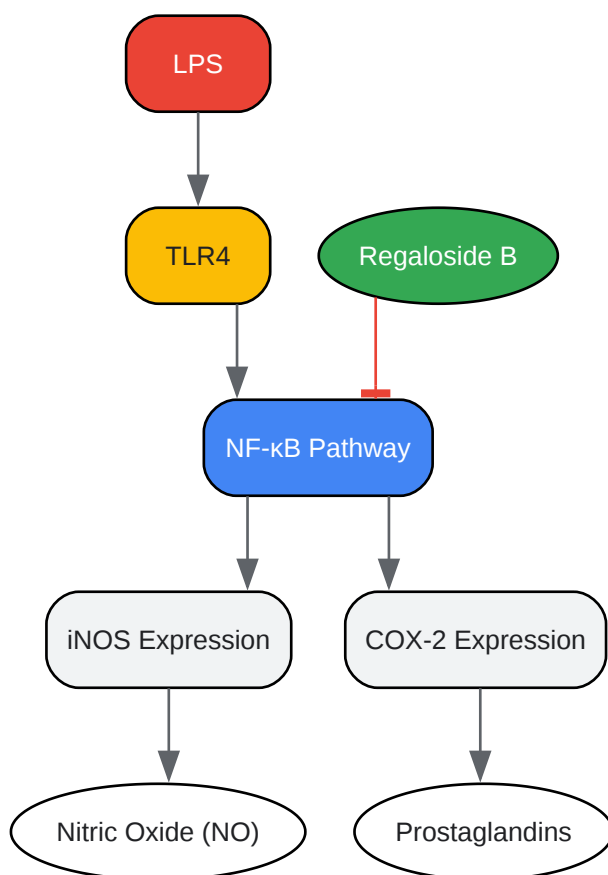 LPS
TLR4
Regaloside B
NF-κB Pathway
iNOS Expression
COX-2 Expression
Nitric Oxide (NO)
Prostaglandins